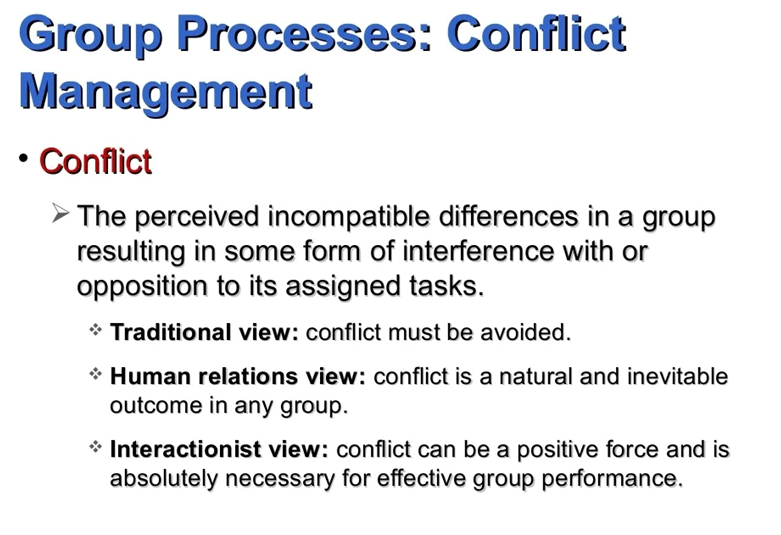 Group Processes: Conflict
Management
• Conflict
➢ The perceived incompatible differences in a group
resulting in some form of interference with or
opposition to its assigned tasks.
❖ Traditional view: conflict must be avoided.
❖ Human relations view: conflict is a natural and inevitable
outcome in any group.
❖ Interactionist view: conflict can be a positive force and is
absolutely necessary for effective group performance.